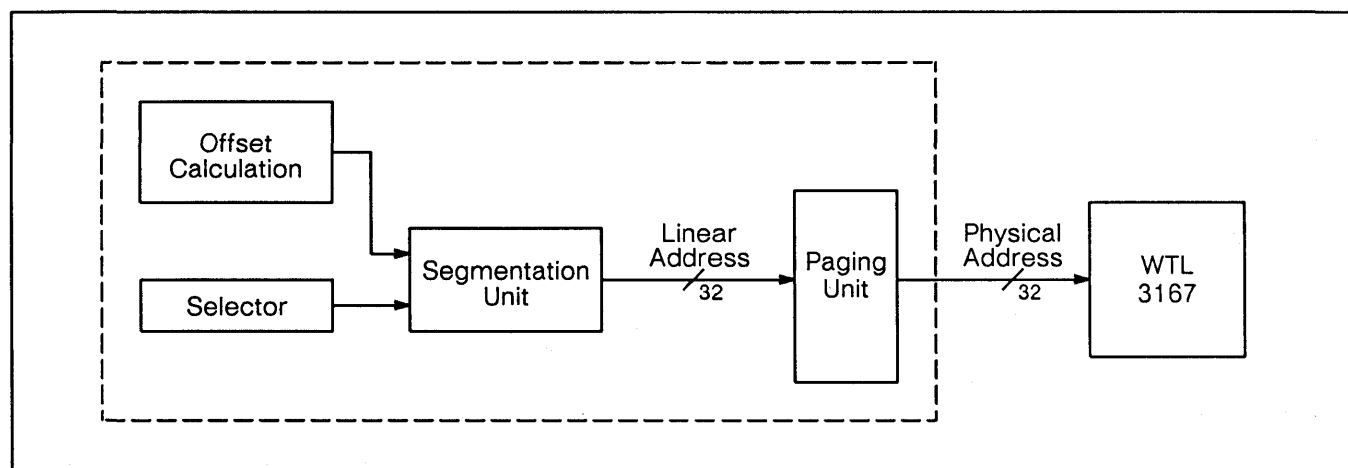 Offset
Calculation
Selector
Segmentation
Unit
Linear
Address
32
Paging
Unit
Physical
Address
32
WTL
3167